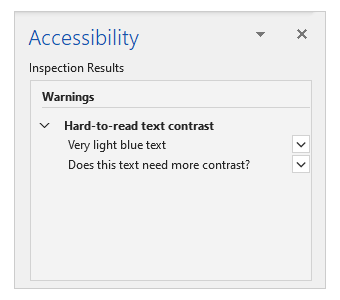 Accessibility
Inspection Results
Warnings
Hard-to-read text contrast
Very light blue text
Does this text need more contrast?